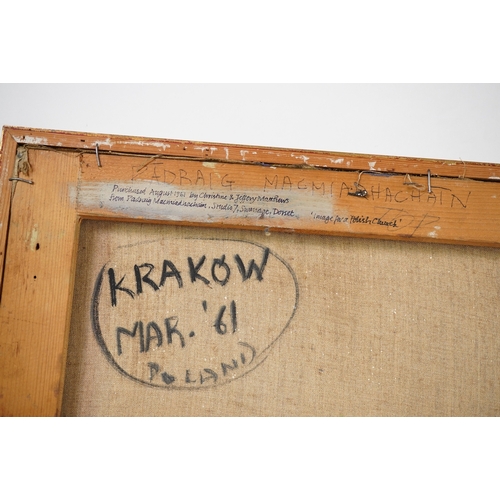 PADRAIG MACMIADHACHAIN
Purchased August 1961 by Christine & Jeffery Matthews
from Padraig Macmiadhachain, Studio 7, Swanage, Dorset. 'Image for a Polish Church'
KRAKOW
MAR. '61
POLAND